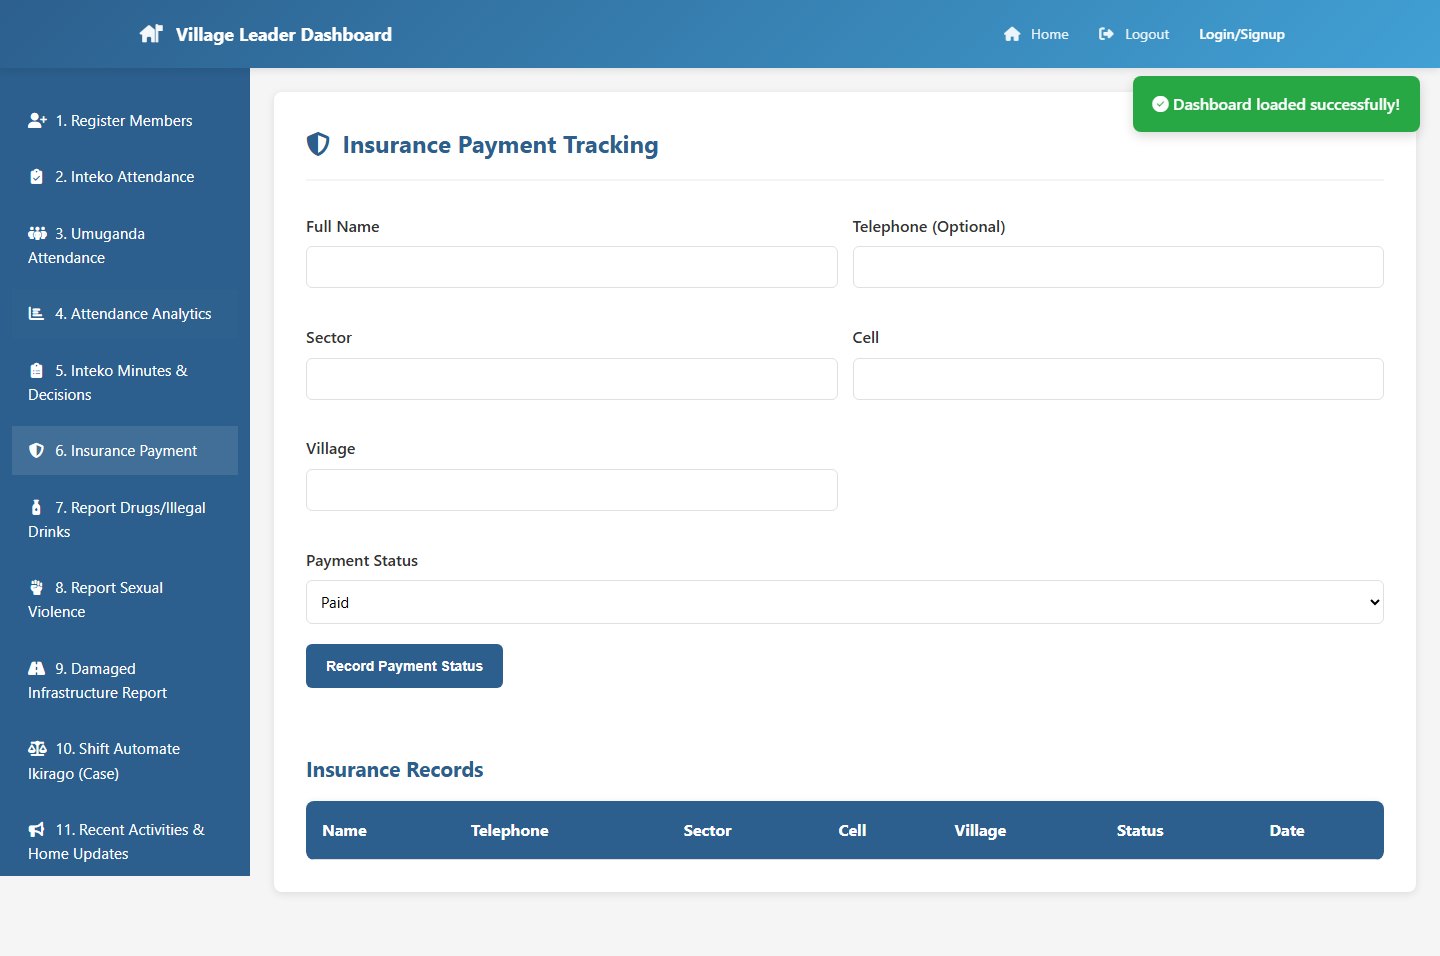 Village Leader Dashboard
Home
Logout
Login/Signup
Dashboard loaded successfully!
1. Register Members
2. Inteko Attendance
3. Umuganda
Attendance
4. Attendance Analytics
5. Inteko Minutes &
Decisions
6. Insurance Payment
7. Report Drugs/Illegal
Drinks
8. Report Sexual
Violence
9. Damaged
Infrastructure Report
10. Shift Automate
Ikirago (Case)
11. Recent Activities &
Home Updates
Insurance Payment Tracking
Full Name
Telephone (Optional)
Sector
Cell
Village
Payment Status
Paid
Record Payment Status
Insurance Records
Name Telephone Sector Cell Village Status Date